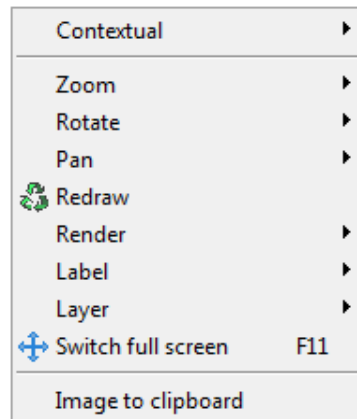 Contextual
Zoom
Rotate
Pan
Redraw
Render
Label
Layer
Switch full screen F11
Image to clipboard